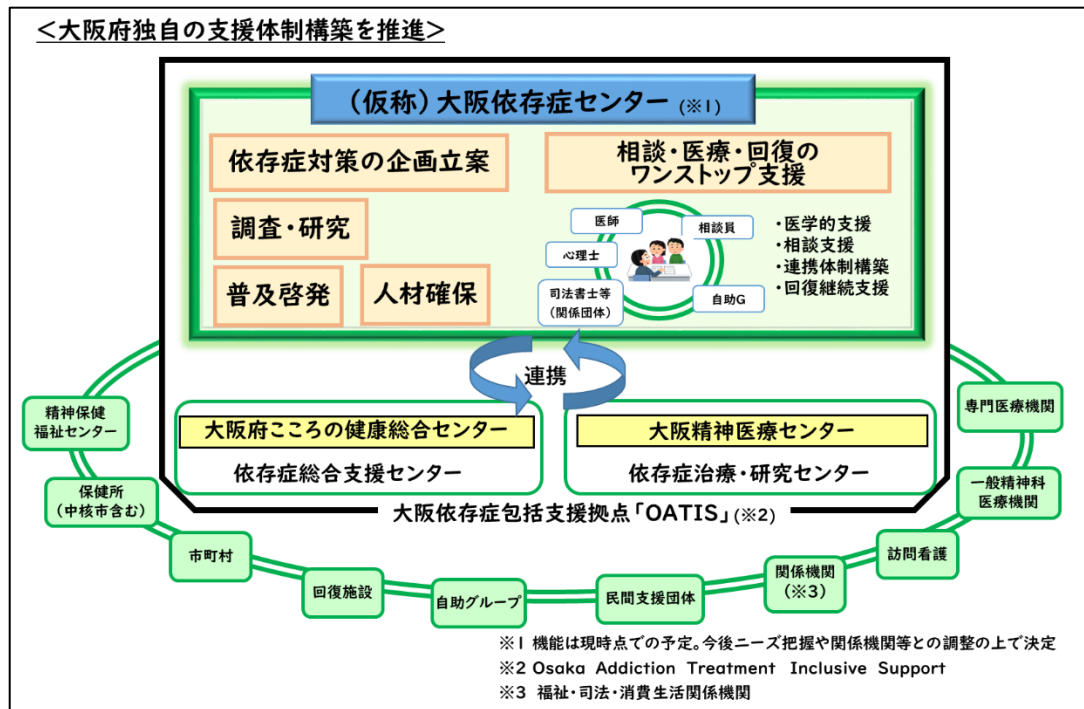 <大阪府独自の支援体制構築を推進>
(仮称)大阪依存症センター (※1)
依存症対策の企画立案
調査・研究
普及啓発
人材確保
相談・医療・回復の
ワンストップ支援
医師
相談員
心理士
司法書士等
(関係団体)
自助G
・医学的支援
・相談支援
・連携体制構築
・回復継続支援
連携
大阪府こころの健康総合センター
依存症総合支援センター
大阪精神医療センター
依存症治療・研究センター
大阪依存症包括支援拠点「OATIS」(※2)
精神保健
福祉センター
保健所
(中核市含む)
市町村
回復施設
自助グループ
民間支援団体
関係機関
(※3)
訪問看護
一般精神科
医療機関
専門医療機関
※1 機能は現時点での予定。今後ニーズ把握や関係機関等との調整の上で決定
※2 Osaka Addiction Treatment Inclusive Support
※3 福祉・司法・消費生活関係機関